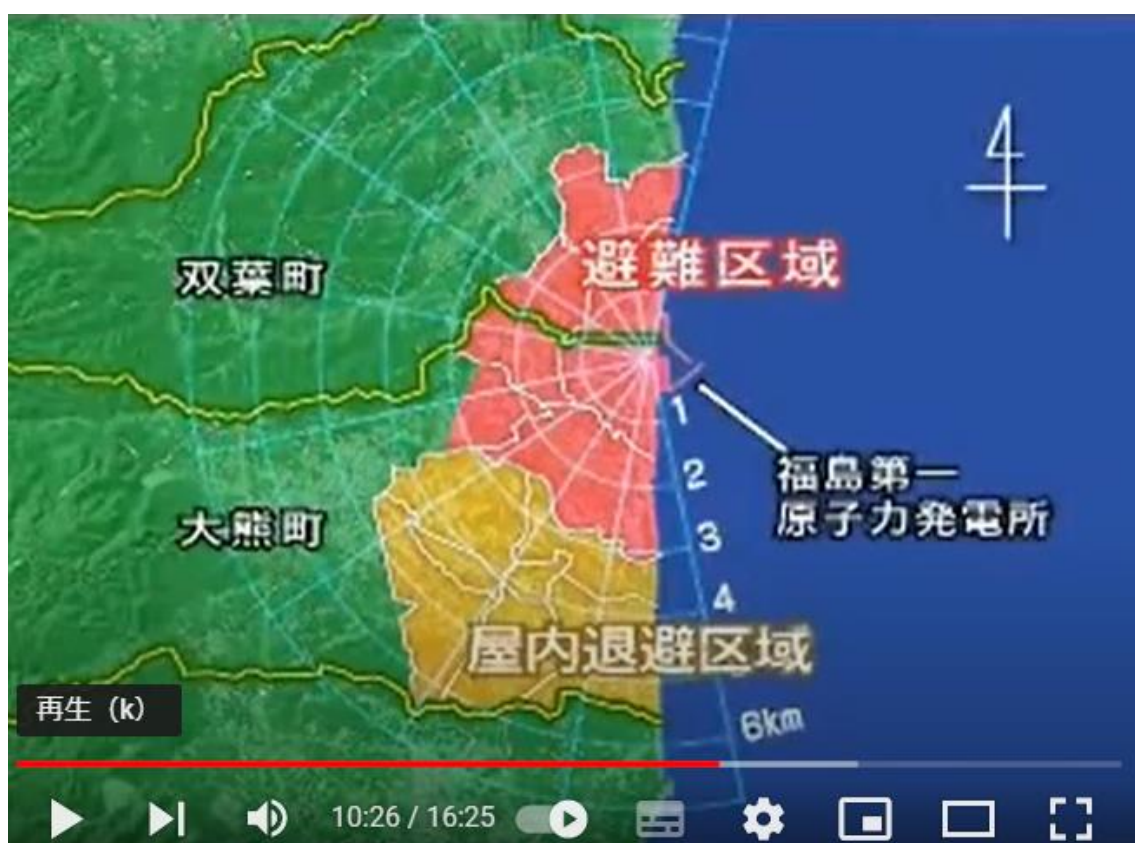 避難区域
双葉町
1
2
福島第一
原子力発電所
大熊町
3
4
屋内退避区域
6km
再生（k）
10:26 / 16:25